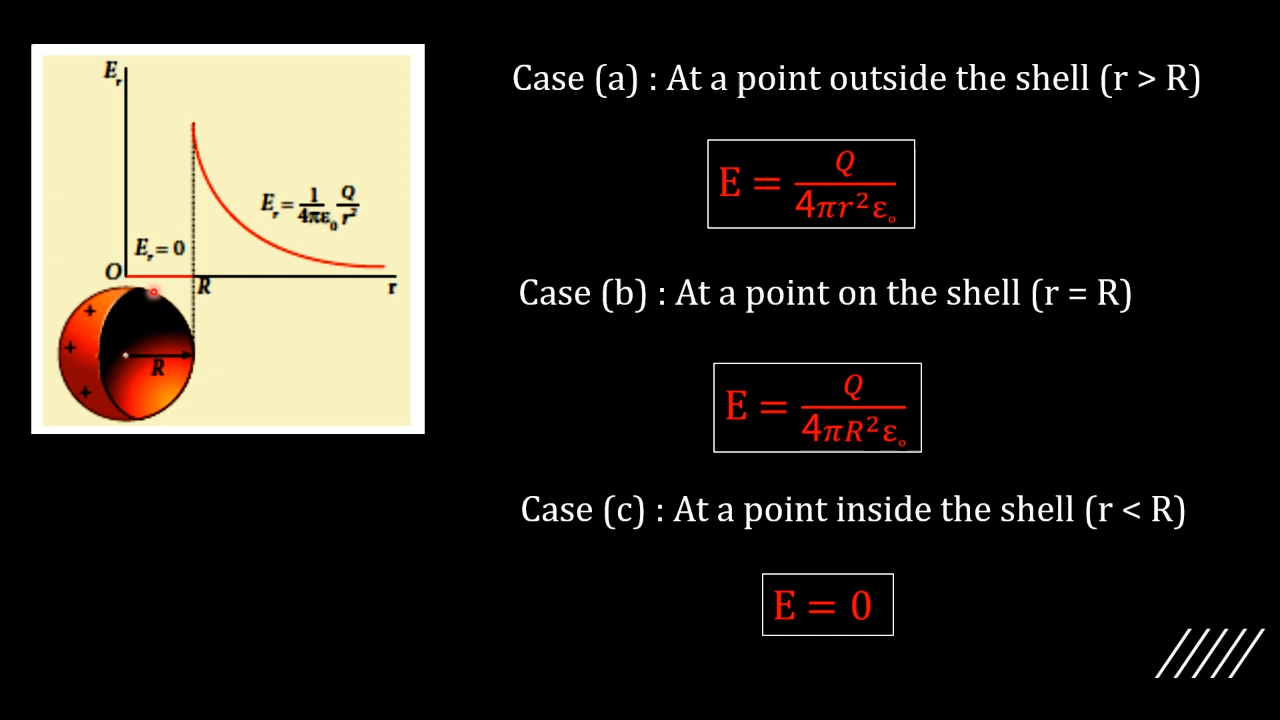 Eᵣ
Eᵣ = 1/4πε₀ Q/r²
Eᵣ = 0
O
R
r
+
+
+
R
Case (a) : At a point outside the shell (r > R)
E = Q/4πr²ε₀
Case (b) : At a point on the shell (r = R)
E = Q/4πR²ε₀
Case (c) : At a point inside the shell (r < R)
E = 0